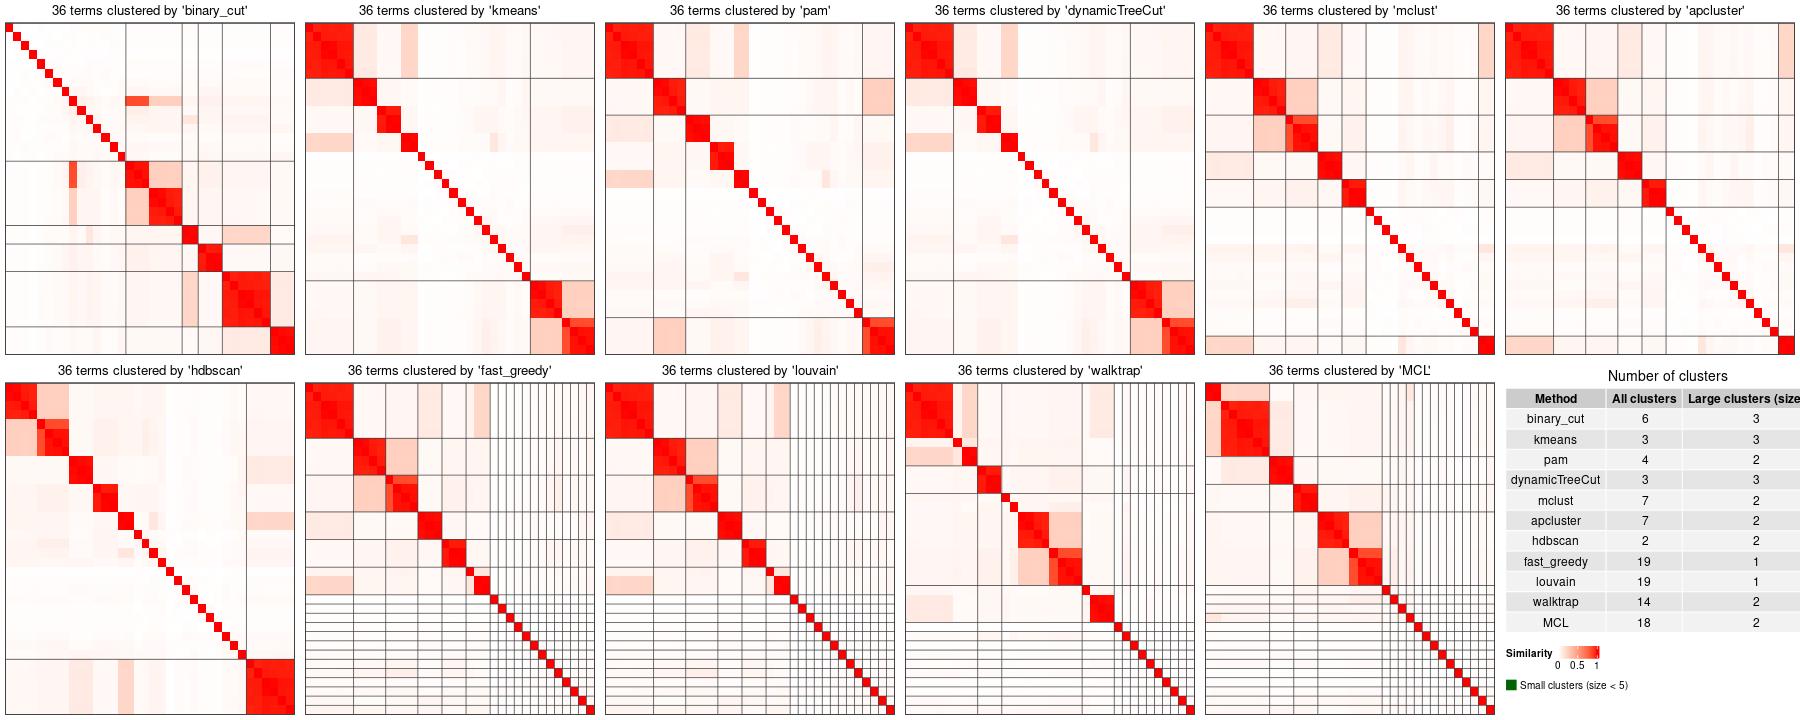 36 terms clustered by 'binary_cut'
36 terms clustered by 'kmeans'
36 terms clustered by 'pam'
36 terms clustered by 'dynamicTreeCut'
36 terms clustered by 'mclust'
36 terms clustered by 'apcluster'
36 terms clustered by 'hdbscan'
36 terms clustered by 'fast_greedy'
36 terms clustered by 'louvain'
36 terms clustered by 'walktrap'
36 terms clustered by 'MCL'
Number of clusters
Method All clusters Large clusters (size
binary_cut 6 3
kmeans 3 3
pam 4 2
dynamicTreeCut 3 3
mclust 7 2
apcluster 7 2
hdbscan 2 2
fast_greedy 19 1
louvain 19 1
walktrap 14 2
MCL 18 2
Similarity
0 0.5 1
Small clusters (size < 5)